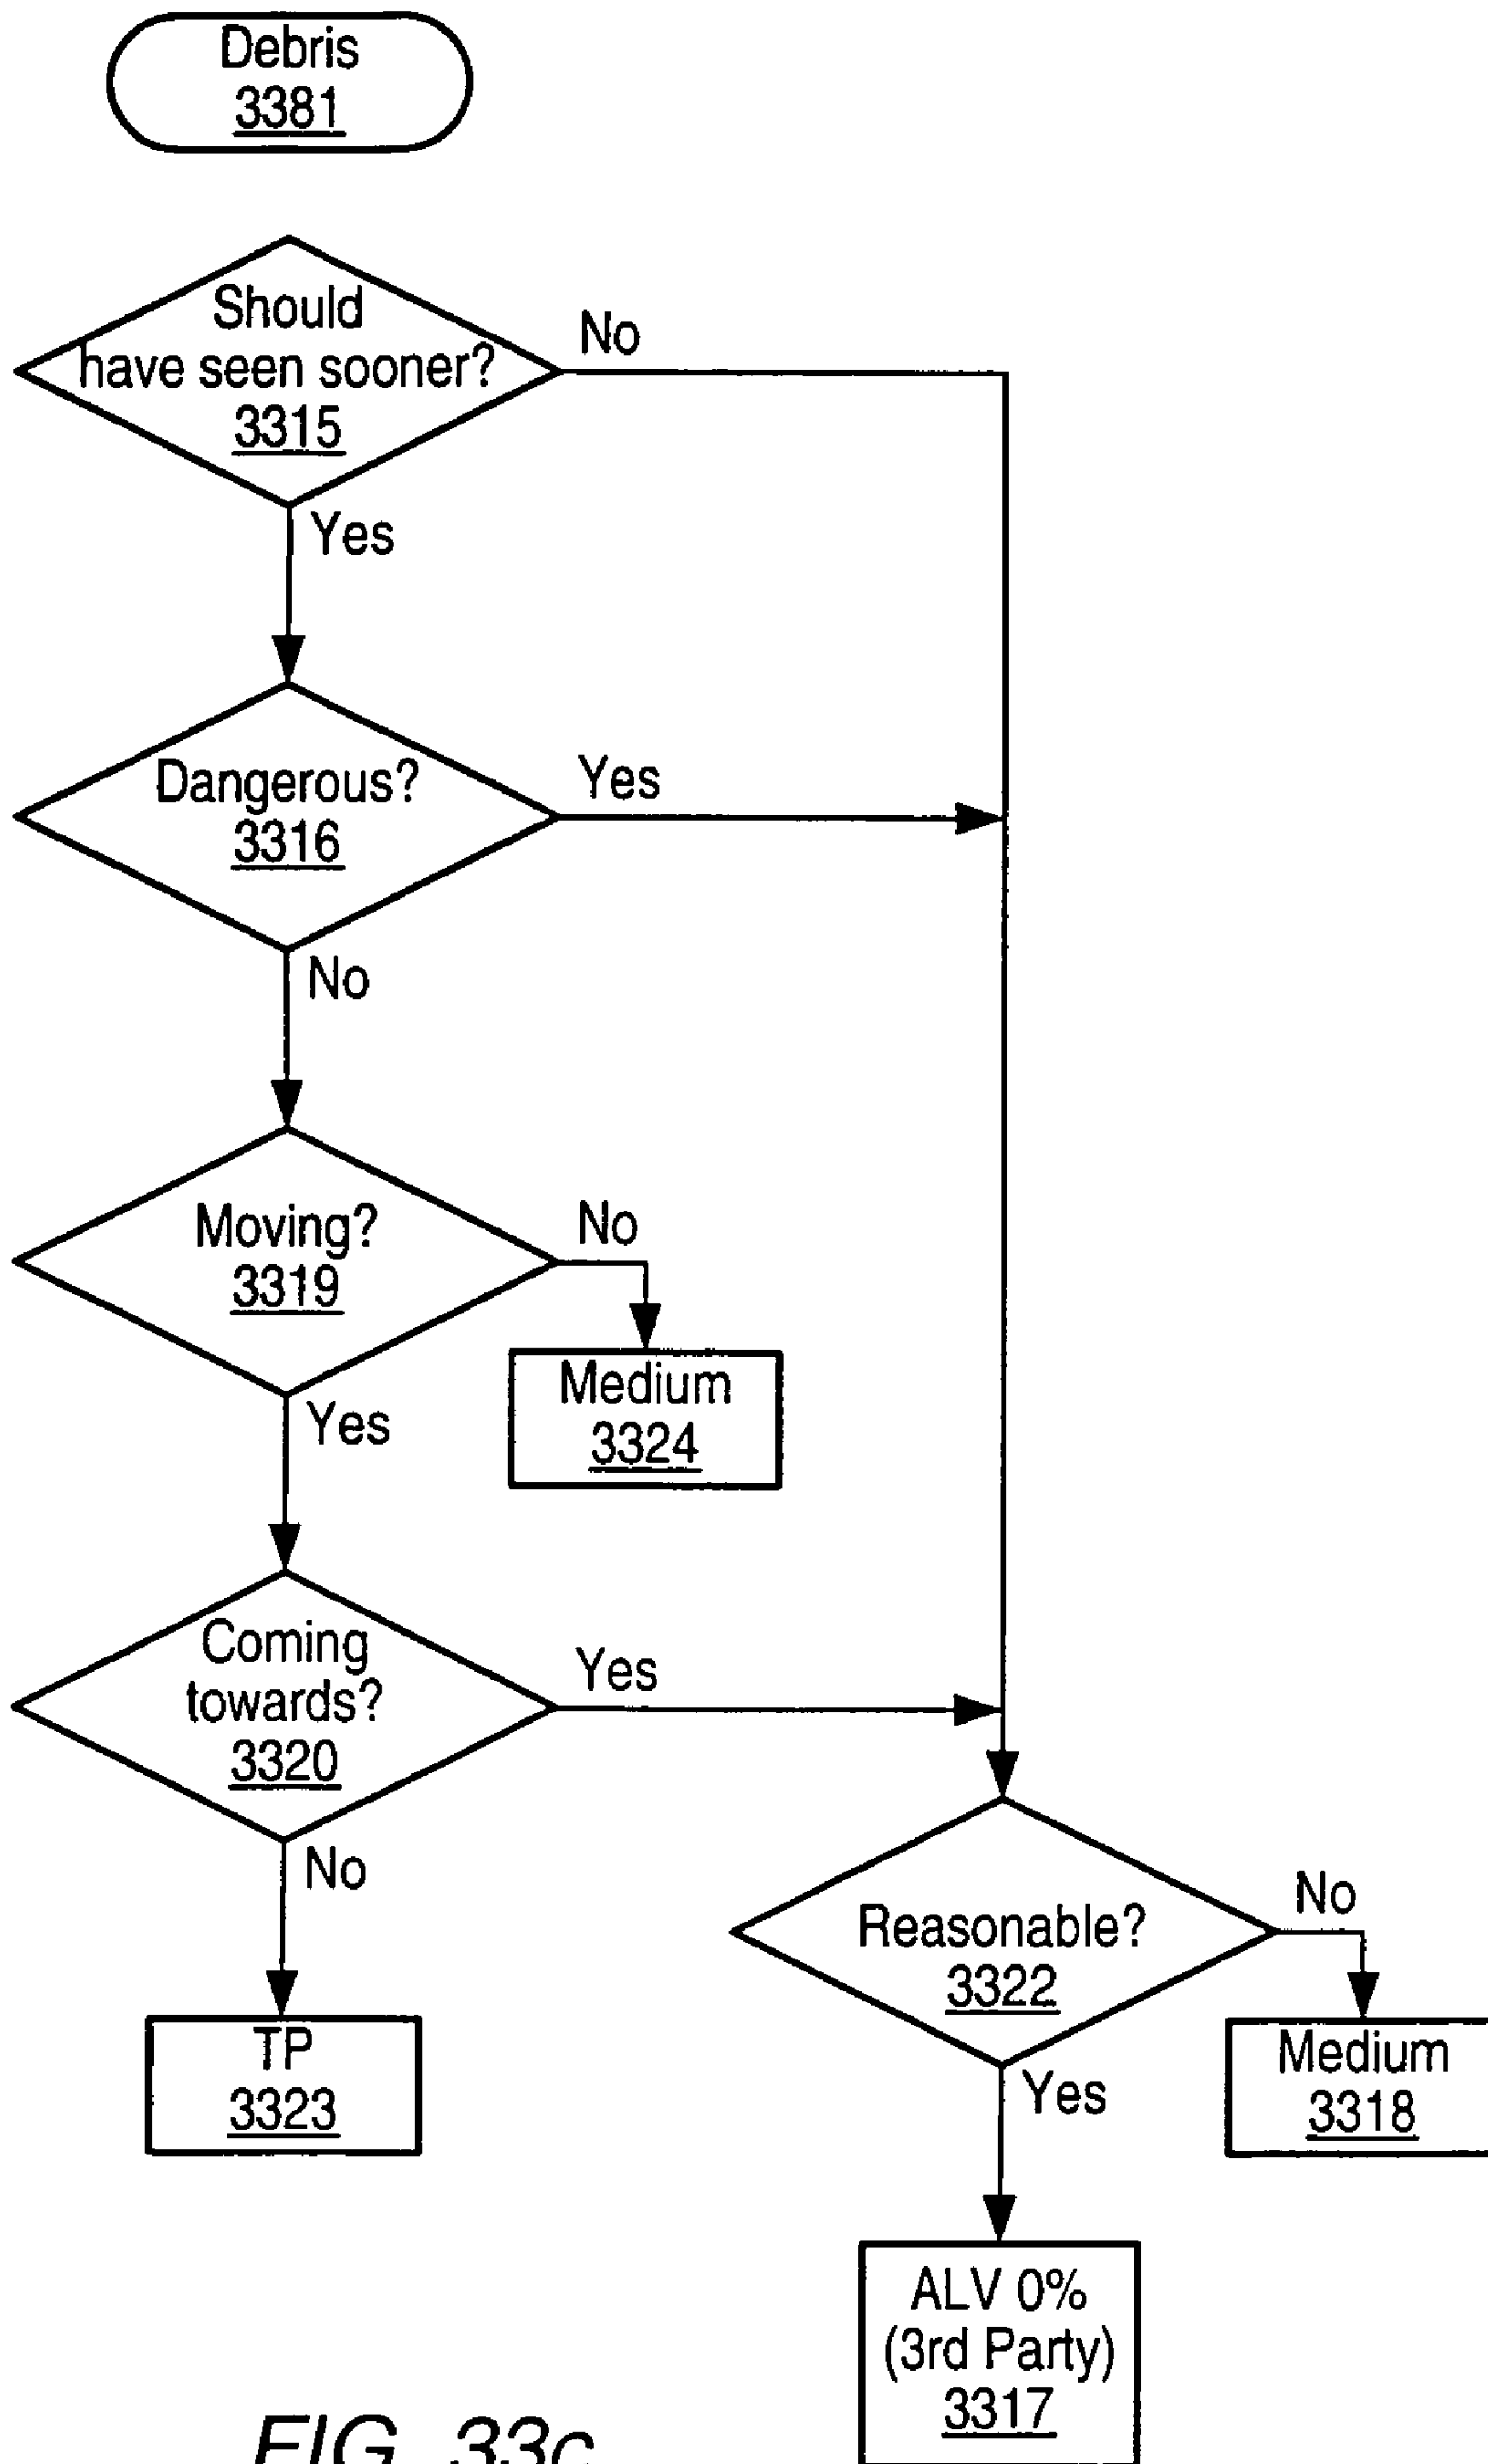 Debris
3381
Should
have seen sooner?
3315
No
Yes
Dangerous?
3316
Yes
No
Moving?
3319
No
Medium
3324
Yes
Coming
towards?
3320
Yes
No
TP
3323
Reasonable?
3322
No
Medium
3318
Yes
ALV 0%
(3rd Party)
3317
FIG. 33c